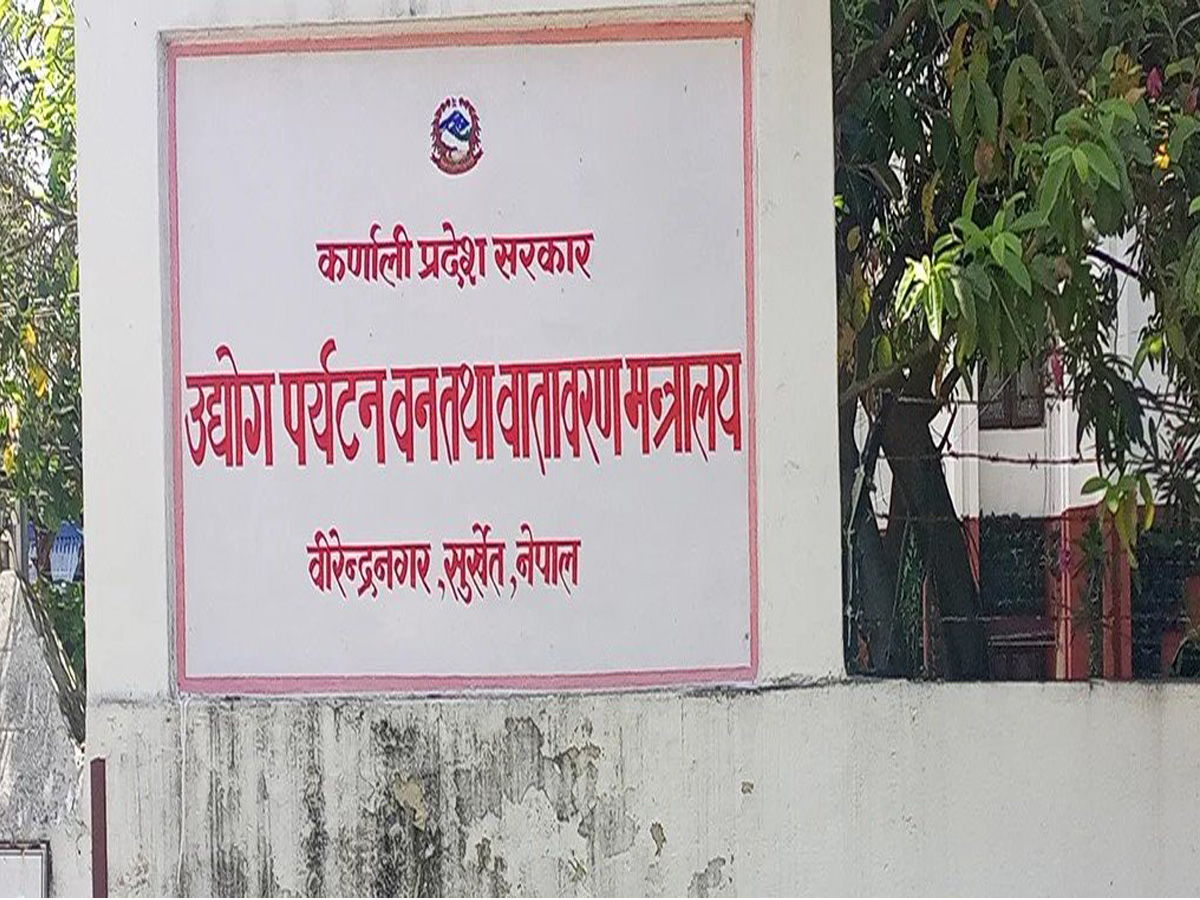 कर्णाली प्रदेश सरकार
उद्योग पर्यटन वन तथा वातावरण मन्त्रालय
वीरेन्द्रनगर,सुर्खेत,नेपाल